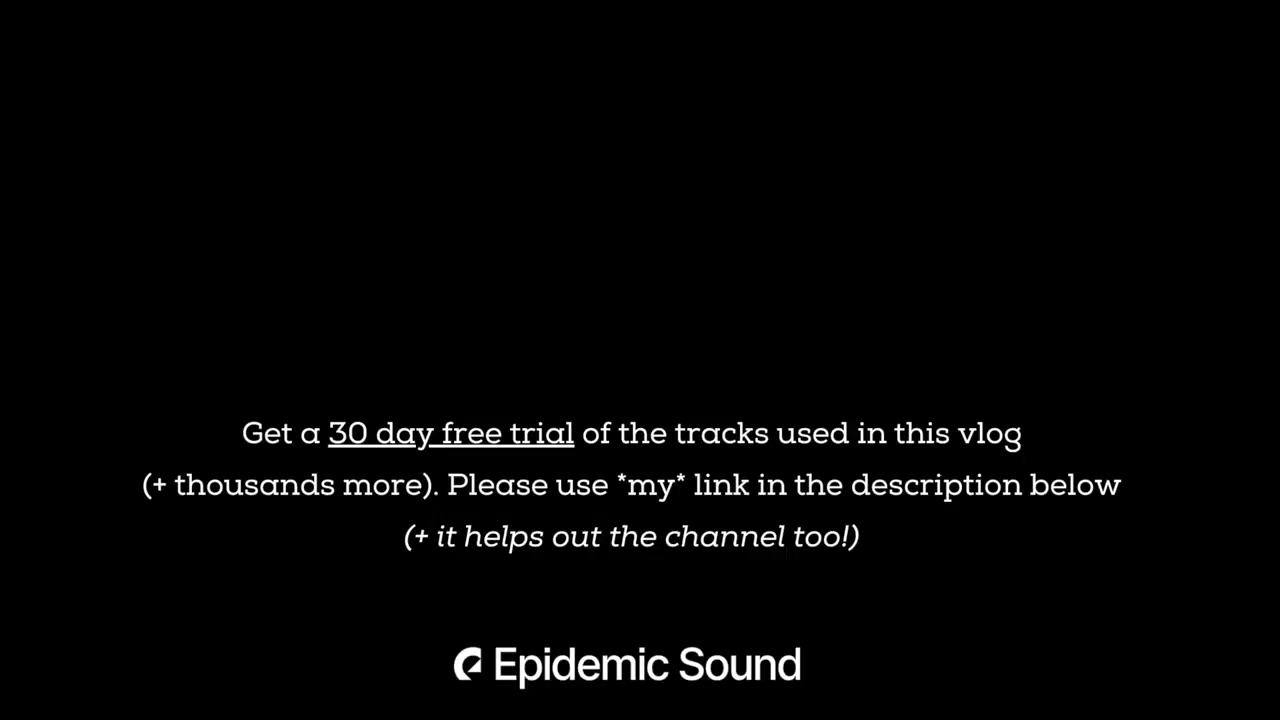 Get a 30 day free trial of the tracks used in this vlog
(+ thousands more). Please use *my* link in the description below
(+ it helps out the channel too!)
Epidemic Sound